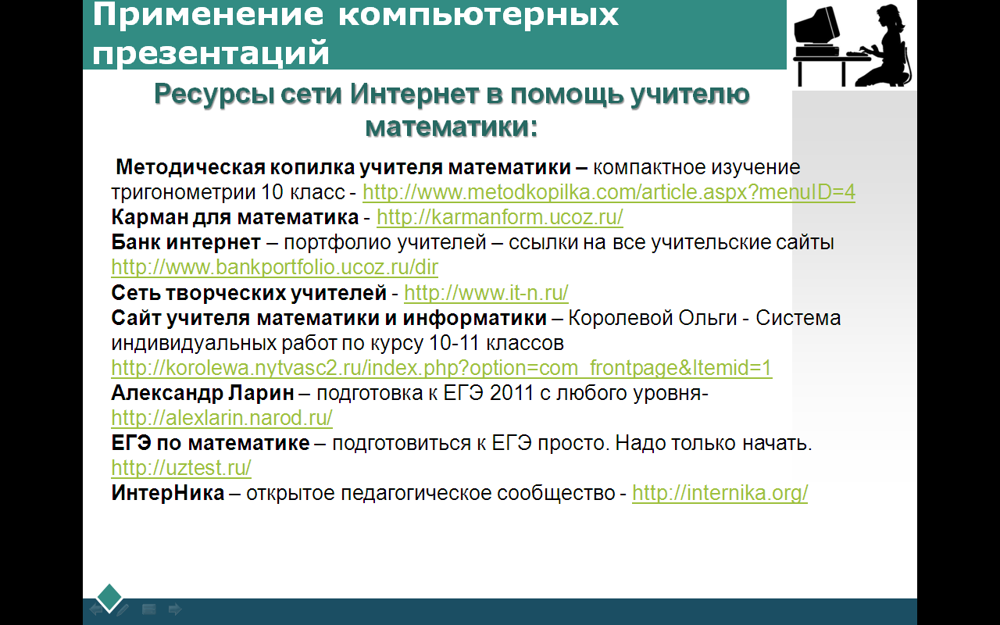 Применение компьютерных
презентаций
Ресурсы сети Интернет в помощь учителю
математики:
Методическая копилка учителя математики – компактное изучение
тригонометрии 10 класс - http://www.metodkopilka.com/article.aspx?menuID=4
Карман для математика - http://karmanform.ucoz.ru/
Банк интернет – портфолио учителей – ссылки на все учительские сайты
http://www.bankportfolio.ucoz.ru/dir
Сеть творческих учителей - http://www.it-n.ru/
Сайт учителя математики и информатики – Королевой Ольги - Система
индивидуальных работ по курсу 10-11 классов
http://korolewa.nytvasc2.ru/index.php?option=com_frontpage&Itemid=1
Александр Ларин – подготовка к ЕГЭ 2011 с любого уровня-
http://alexlarin.narod.ru/
ЕГЭ по математике – подготовиться к ЕГЭ просто. Надо только начать.
http://uztest.ru/
ИнтерНика – открытое педагогическое сообщество - http://internika.org/